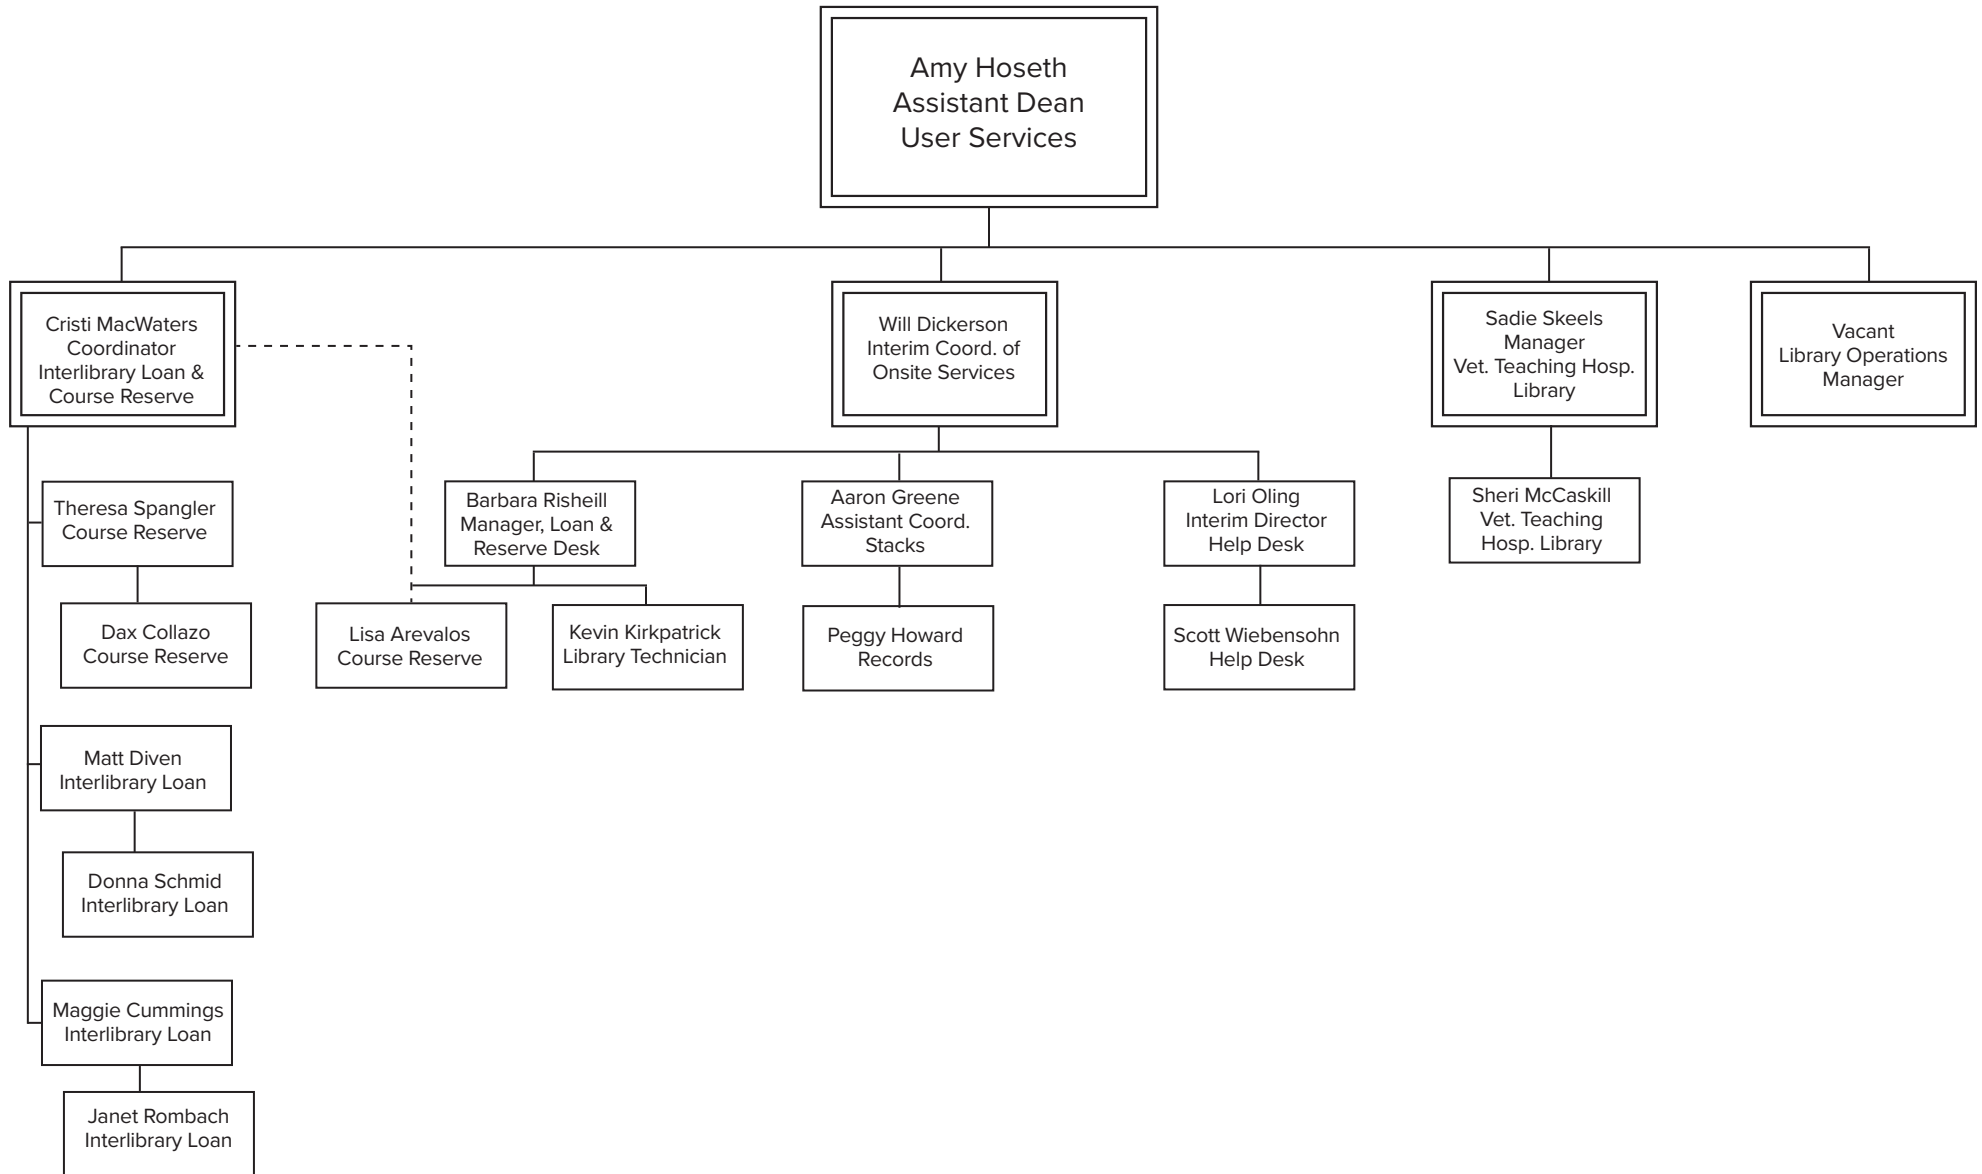 Amy Hoseth
Assistant Dean
User Services
Cristi MacWaters
Coordinator
Interlibrary Loan &
Course Reserve
Will Dickerson
Interim Coord. of
Onsite Services
Sadie Skeels
Manager
Vet. Teaching Hosp.
Library
Vacant
Library Operations
Manager
Theresa Spangler
Course Reserve
Barbara Risheill
Manager, Loan &
Reserve Desk
Aaron Greene
Assistant Coord.
Stacks
Lori Oling
Interim Director
Help Desk
Sheri McCaskill
Vet. Teaching
Hosp. Library
Dax Collazo
Course Reserve
Lisa Arevalos
Course Reserve
Kevin Kirkpatrick
Library Technician
Peggy Howard
Records
Scott Wiebensohn
Help Desk
Matt Diven
Interlibrary Loan
Donna Schmid
Interlibrary Loan
Maggie Cummings
Interlibrary Loan
Janet Rombach
Interlibrary Loan